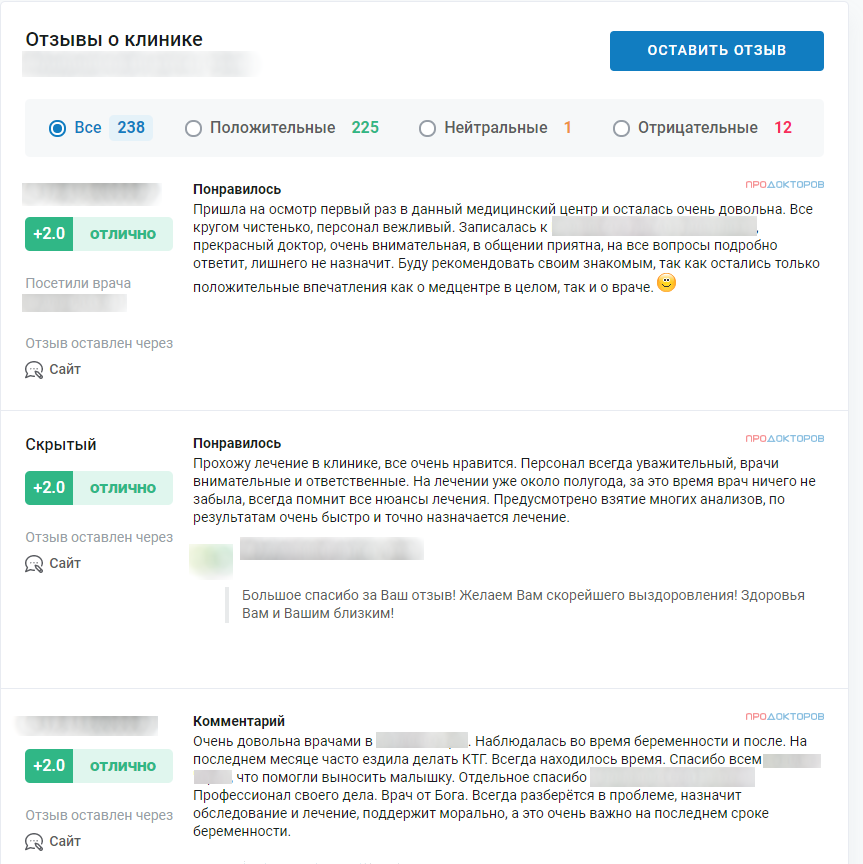 Отзывы о клинике
ОСТАВИТЬ ОТЗЫВ
Все 238 Положительные 225 Нейтральные 1 Отрицательные 12
ПРОДОКТОРОВ
+2.0 отлично
Посетили врача
Отзыв оставлен через
Сайт
Понравилось
Пришла на осмотр первый раз в данный медицинский центр и осталась очень довольна. Все
кругом чистенько, персонал вежливый. Записалась к ,
прекрасный доктор, очень внимательная, в общении приятна, на все вопросы подробно
ответит, лишнего не назначит. Буду рекомендовать своим знакомым, так как остались только
положительные впечатления как о медцентре в целом, так и о враче.
Скрытый
ПРОДОКТОРОВ
+2.0 отлично
Отзыв оставлен через
Сайт
Понравилось
Прохожу лечение в клинике, все очень нравится. Персонал всегда уважительный, врачи
внимательные и ответственные. На лечении уже около полугода, за это время врач ничего не
забыла, всегда помнит все нюансы лечения. Предусмотрено взятие многих анализов, по
результатам очень быстро и точно назначается лечение.
Большое спасибо за Ваш отзыв! Желаем Вам скорейшего выздоровления! Здоровья
Вам и Вашим близким!
ПРОДОКТОРОВ
+2.0 отлично
Отзыв оставлен через
Сайт
Комментарий
Очень довольна врачами в . Наблюдалась во время беременности и после. На
последнем месяце часто ездила делать КТГ. Всегда находилось время. Спасибо всем
, что помогли выносить малышку. Отдельное спасибо
Профессионал своего дела. Врач от Бога. Всегда разберётся в проблеме, назначит
обследование и лечение, поддержит морально, а это очень важно на последнем сроке
беременности.